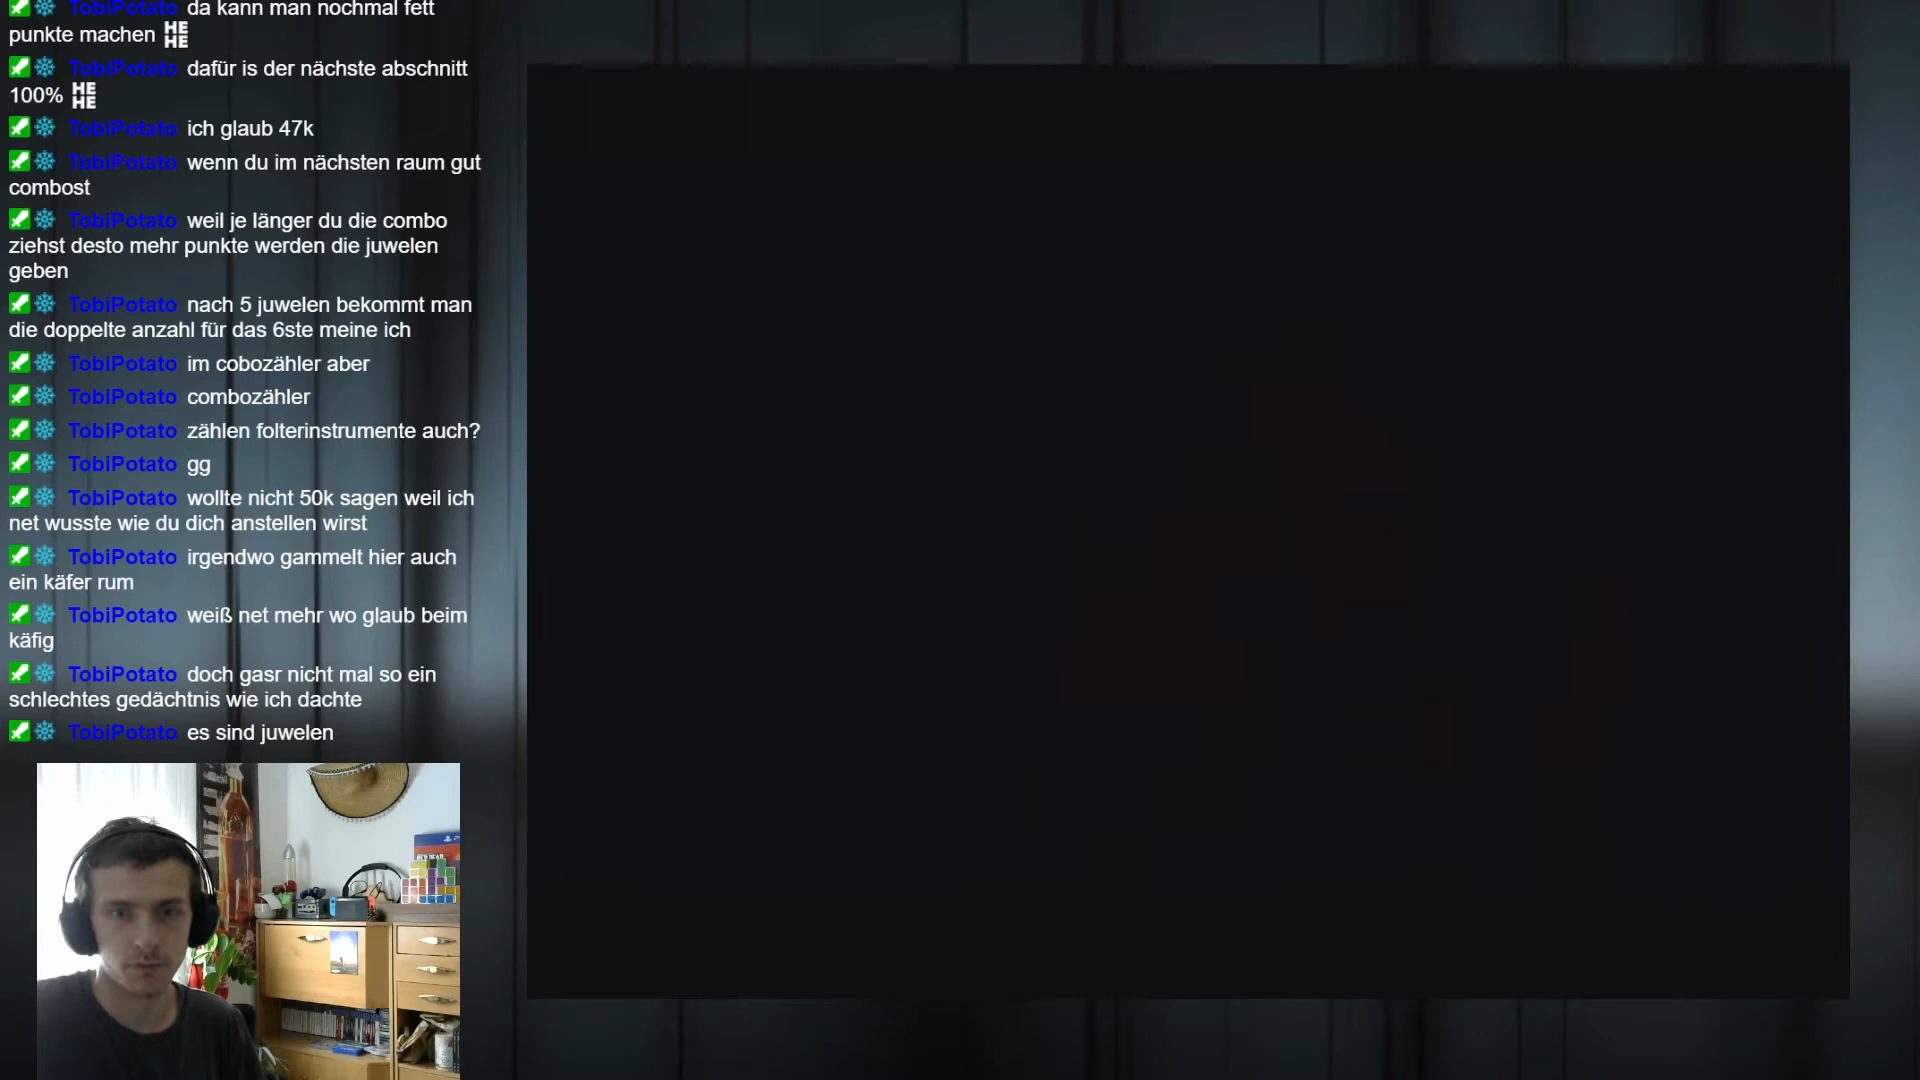 TobiPotato da kann man nochmal fett
punkte machen HE HE
TobiPotato dafür is der nächste abschnitt
100% HE HE
TobiPotato ich glaub 47k
TobiPotato wenn du im nächsten raum gut
combost
TobiPotato weil je länger du die combo
ziehst desto mehr punkte werden die juwelen
geben
TobiPotato nach 5 juwelen bekommt man
die doppelte anzahl für das 6ste meine ich
TobiPotato im cobozähler aber
TobiPotato combozähler
TobiPotato zählen folterinstrumente auch?
TobiPotato gg
TobiPotato wollte nicht 50k sagen weil ich
net wusste wie du dich anstellen wirst
TobiPotato irgendwo gammelt hier auch
ein käfer rum
TobiPotato weiß net mehr wo glaub beim
käfig
TobiPotato doch gasr nicht mal so ein
schlechtes gedächtnis wie ich dachte
TobiPotato es sind juwelen